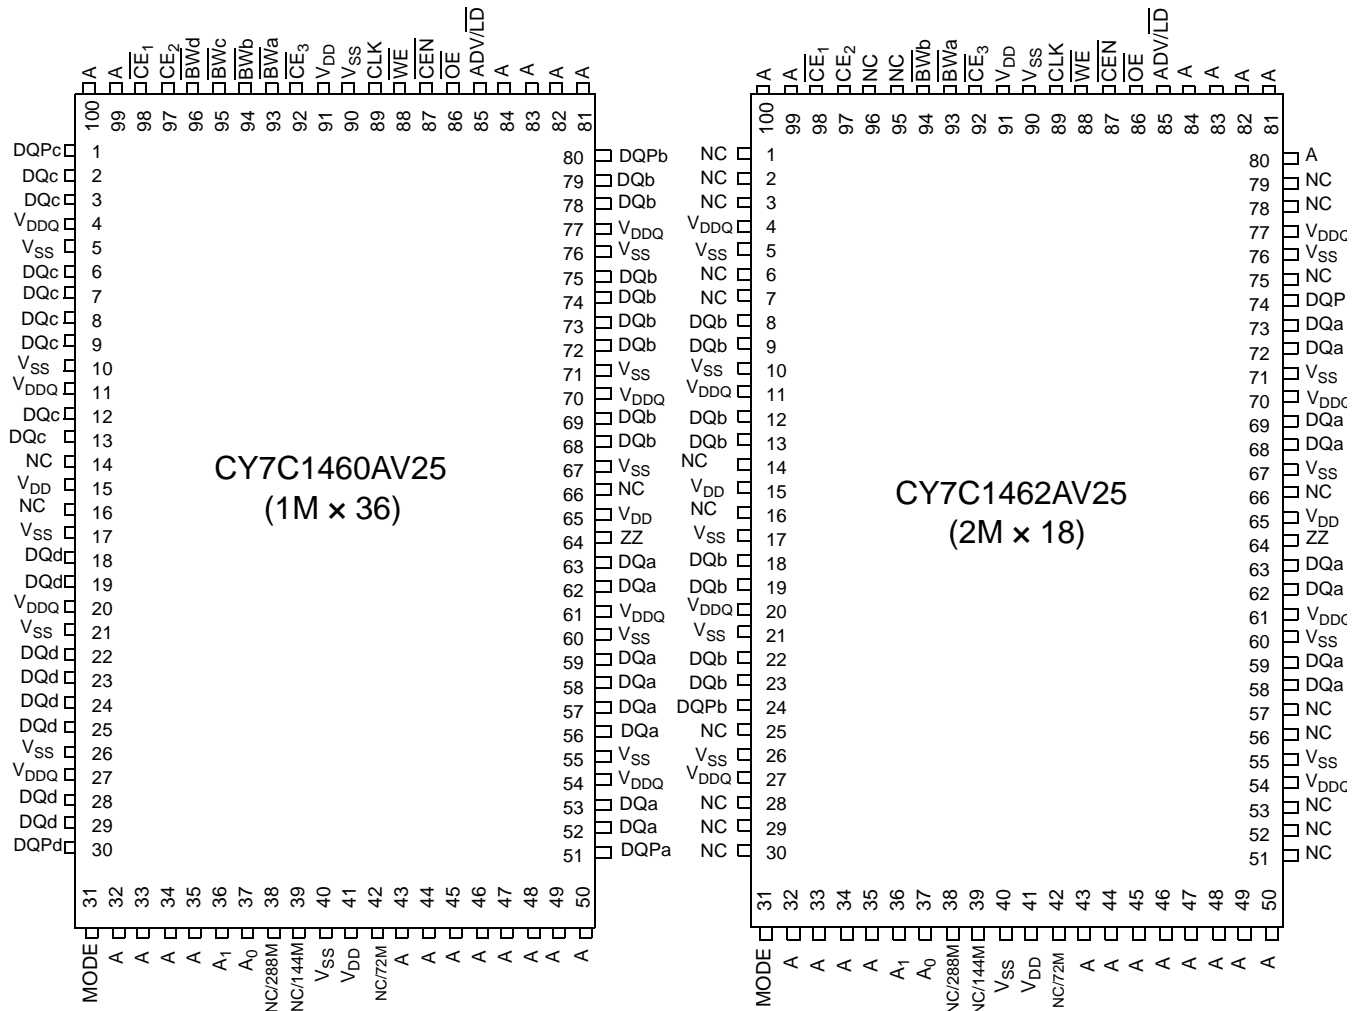 A A CE1 CE2 BWd BWc BWb BWa CE3 VDD VSS CLK WE CEN OE ADV/LD A A A A
100 99 98 97 96 95 94 93 92 91 90 89 88 87 86 85 84 83 82 81
DQPc 1
DQc 2
DQc 3
VDDQ 4
VSS 5
DQc 6
DQc 7
DQc 8
DQc 9
VSS 10
VDDQ 11
DQc 12
DQc 13
NC 14
VDD 15
NC 16
VSS 17
DQd 18
DQd 19
VDDQ 20
VSS 21
DQd 22
DQd 23
DQd 24
DQd 25
VSS 26
VDDQ 27
DQd 28
DQd 29
DQPd 30
CY7C1460AV25
(1M × 36)
80 DQPb
79 DQb
78 DQb
77 VDDQ
76 VSS
75 DQb
74 DQb
73 DQb
72 DQb
71 VSS
70 VDDQ
69 DQb
68 DQb
67 VSS
66 NC
65 VDD
64 ZZ
63 DQa
62 DQa
61 VDDQ
60 VSS
59 DQa
58 DQa
57 DQa
56 DQa
55 VSS
54 VDDQ
53 DQa
52 DQa
51 DQPa
31 32 33 34 35 36 37 38 39 40 41 42 43 44 45 46 47 48 49 50
MODE A A A A A1 A0 NC/288M NC/144M VSS VDD NC/72M A A A A A A A A
A A CE1 CE2 NC NC BWb BWa CE3 VDD VSS CLK WE CEN OE ADV/LD A A A A
100 99 98 97 96 95 94 93 92 91 90 89 88 87 86 85 84 83 82 81
NC 1
NC 2
NC 3
VDDQ 4
VSS 5
NC 6
NC 7
DQb 8
DQb 9
VSS 10
VDDQ 11
DQb 12
DQb 13
NC 14
VDD 15
NC 16
VSS 17
DQb 18
DQb 19
VDDQ 20
VSS 21
DQb 22
DQb 23
DQPb 24
NC 25
VSS 26
VDDQ 27
NC 28
NC 29
NC 30
CY7C1462AV25
(2M × 18)
80 A
79 NC
78 NC
77 VDDQ
76 VSS
75 NC
74 DQP
73 DQa
72 DQa
71 VSS
70 VDDQ
69 DQa
68 DQa
67 VSS
66 NC
65 VDD
64 ZZ
63 DQa
62 DQa
61 VDDQ
60 VSS
59 DQa
58 DQa
57 NC
56 NC
55 VSS
54 VDDQ
53 NC
52 NC
51 NC
31 32 33 34 35 36 37 38 39 40 41 42 43 44 45 46 47 48 49 50
MODE A A A A A1 A0 NC/288M NC/144M VSS VDD NC/72M A A A A A A A A